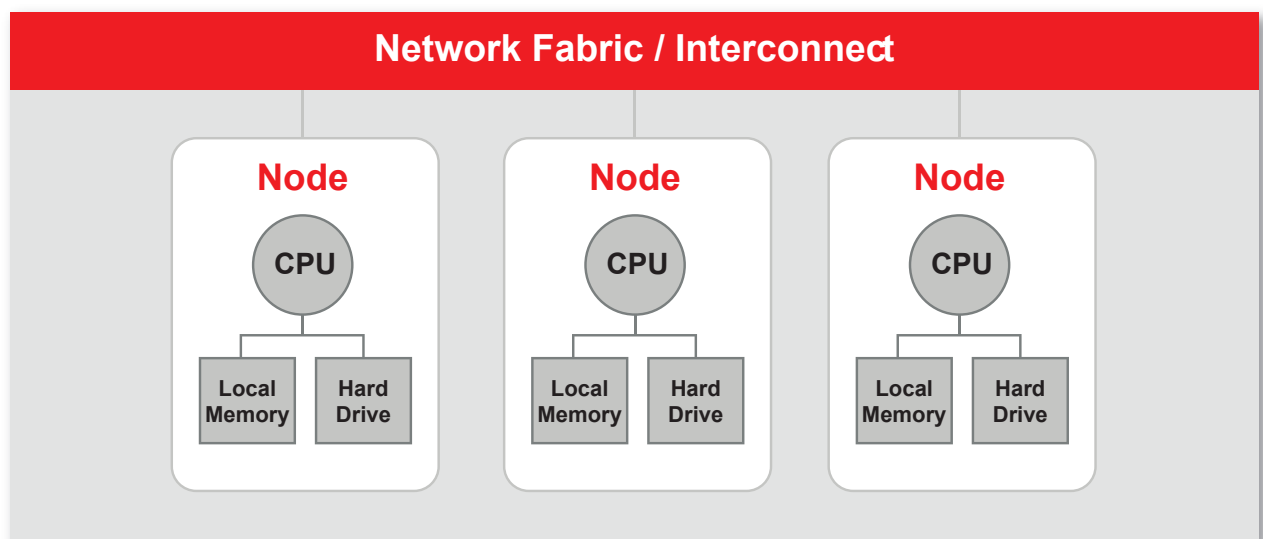 Network Fabric / Interconnect
Node
CPU
Local
Memory
Hard
Drive
Node
CPU
Local
Memory
Hard
Drive
Node
CPU
Local
Memory
Hard
Drive